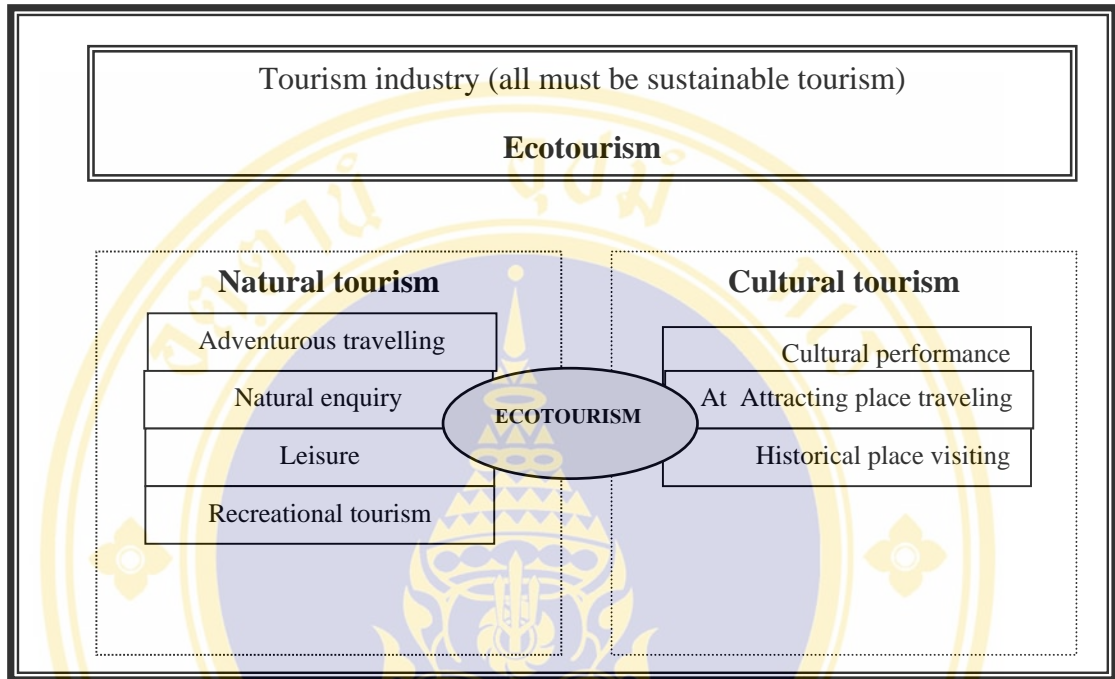 Tourism industry (all must be sustainable tourism)
Ecotourism
Natural tourism
Adventurous travelling
Natural enquiry
Leisure
Recreational tourism
ECOTOURISM
Cultural tourism
Cultural performance
At Attracting place traveling
Historical place visiting